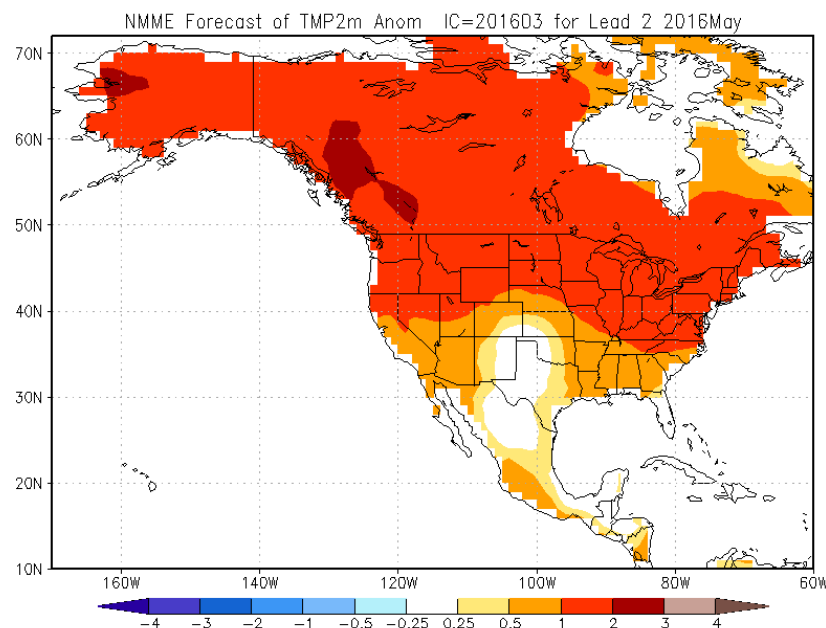 NMME Forecast of TMP2m Anom IC=201603 for Lead 2 2016May
70N
60N
50N
40N
30N
20N
10N
160W 140W 120W 100W 80W 60W
-4 -3 -2 -1 -0.5 -0.25 0.25 0.5 1 2 3 4